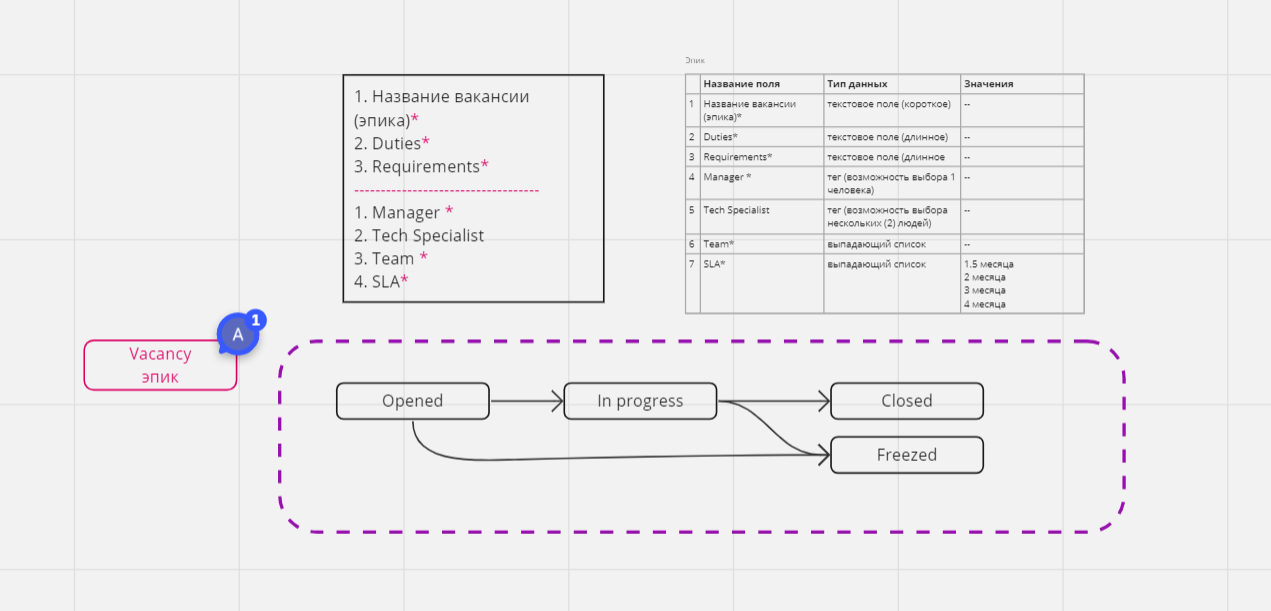 1. Название вакансии
(эпика)*
2. Duties*
3. Requirements*
-----------------------------------
1. Manager *
2. Tech Specialist
3. Team *
4. SLA*
Эпик
Название поля Тип данных Значения
1 Название вакансии (эпика)* текстовое поле (короткое) --
2 Duties* текстовое поле (длинное) --
3 Requirements* текстовое поле (длинное --
4 Manager * тег (возможность выбора 1 человека) --
5 Tech Specialist тег (возможность выбора нескольких (2) людей) --
6 Team* выпадающий список --
7 SLA* выпадающий список 1.5 месяца
2 месяца
3 месяца
4 месяца
A 1
Vacancy
эпик
Opened
In progress
Closed
Freezed